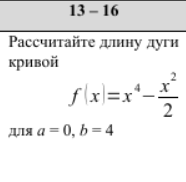 13 – 16
Рассчитайте длину дуги
кривой
f(x)=x⁴−x²/2
для a = 0, b = 4